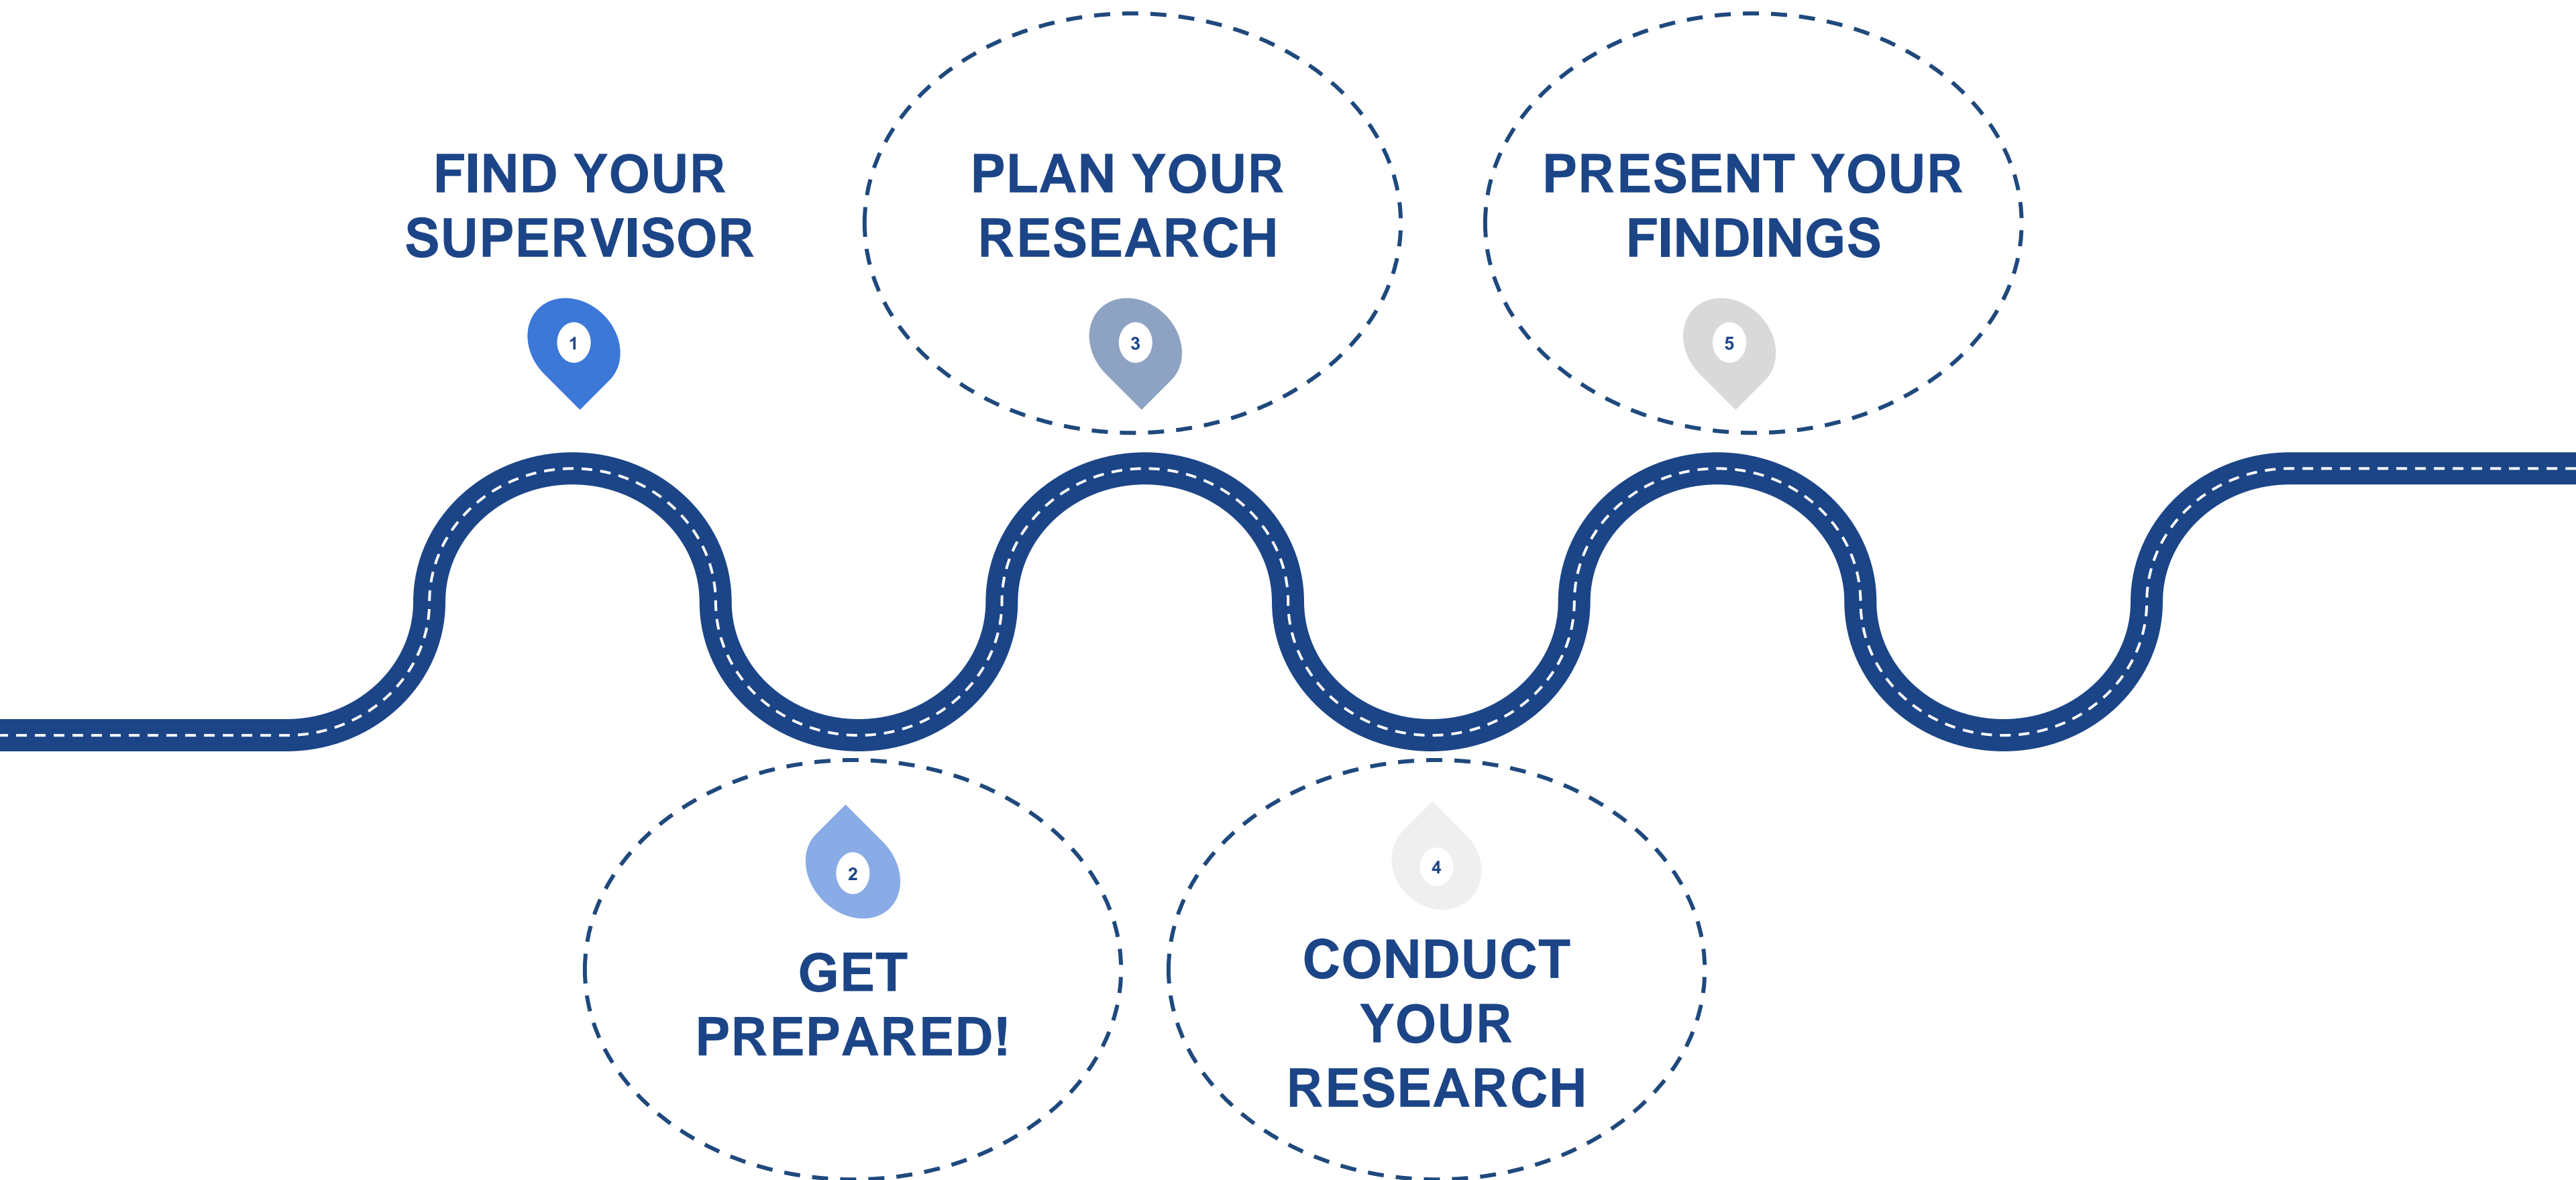 FIND YOUR
SUPERVISOR
1
GET
PREPARED!
2
PLAN YOUR
RESEARCH
3
CONDUCT
YOUR
RESEARCH
4
PRESENT YOUR
FINDINGS
5